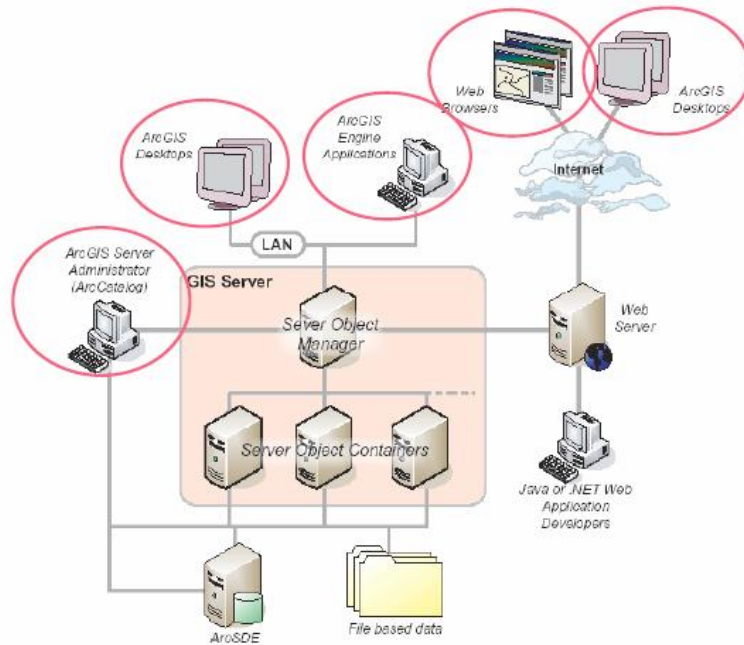 Web
Browsers
ArcGIS
Desktops
ArcGIS
Desktops
ArcGIS
Engine
Applications
Internet
LAN
ArcGIS Server
Administrator
(ArcCatalog)
GIS Server
Sever Object
Manager
Web
Server
Server Object Containers
Java or .NET Web
Application
Developers
ArcSDE
File based data